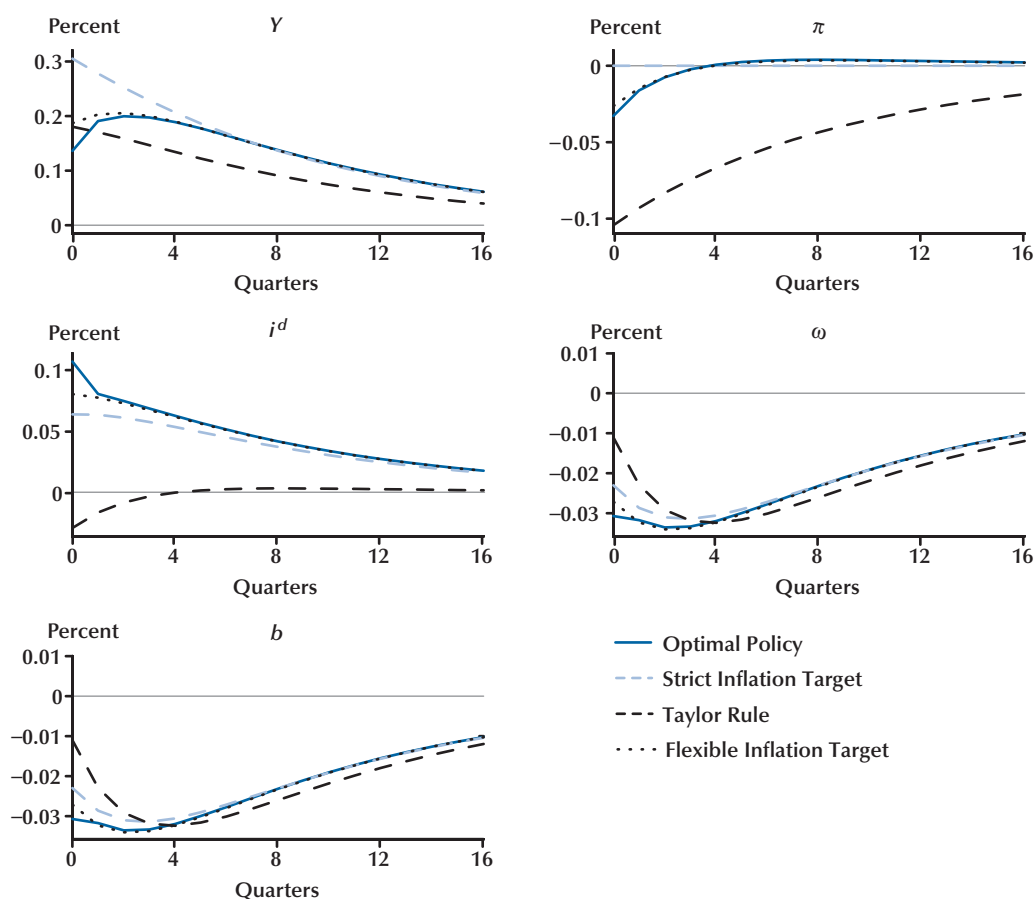 Percent
Y
0.3
0.2
0.1
0
0 4 8 12 16
Quarters
Percent
π
0
−0.05
−0.1
0 4 8 12 16
Quarters
Percent
i^d
0.1
0.05
0
0 4 8 12 16
Quarters
Percent
ω
0.01
0
−0.01
−0.02
−0.03
0 4 8 12 16
Quarters
Percent
b
0.01
0
−0.01
−0.02
−0.03
0 4 8 12 16
Quarters
Optimal Policy
Strict Inflation Target
Taylor Rule
Flexible Inflation Target